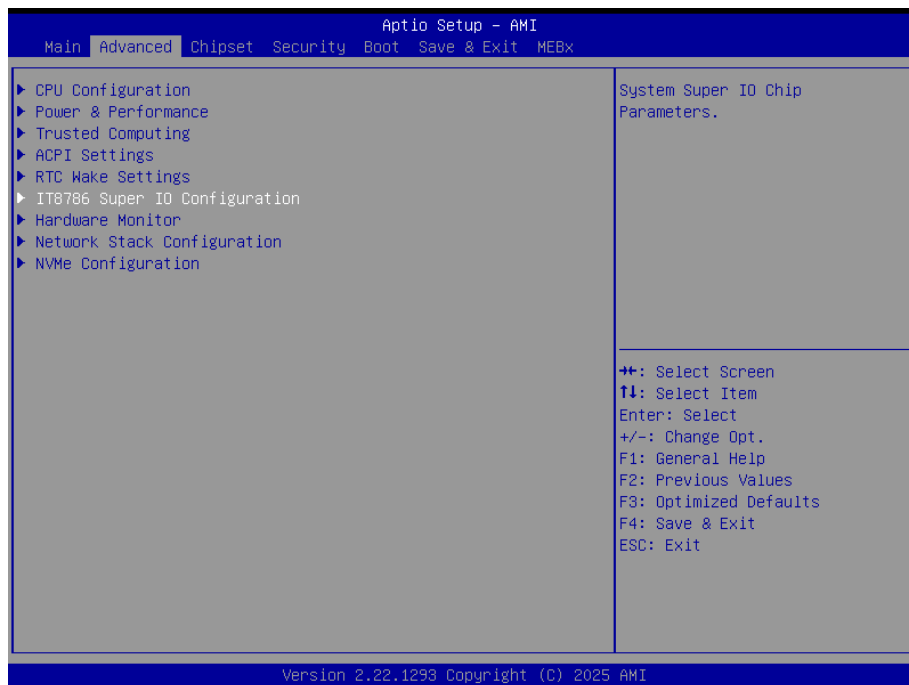 Aptio Setup – AMI
Main Advanced Chipset Security Boot Save & Exit MEBx
CPU Configuration
Power & Performance
Trusted Computing
ACPI Settings
RTC Wake Settings
IT8786 Super IO Configuration
Hardware Monitor
Network Stack Configuration
NVMe Configuration
System Super IO Chip
Parameters.
→←: Select Screen
↑↓: Select Item
Enter: Select
+/-: Change Opt.
F1: General Help
F2: Previous Values
F3: Optimized Defaults
F4: Save & Exit
ESC: Exit
Version 2.22.1293 Copyright (C) 2025 AMI